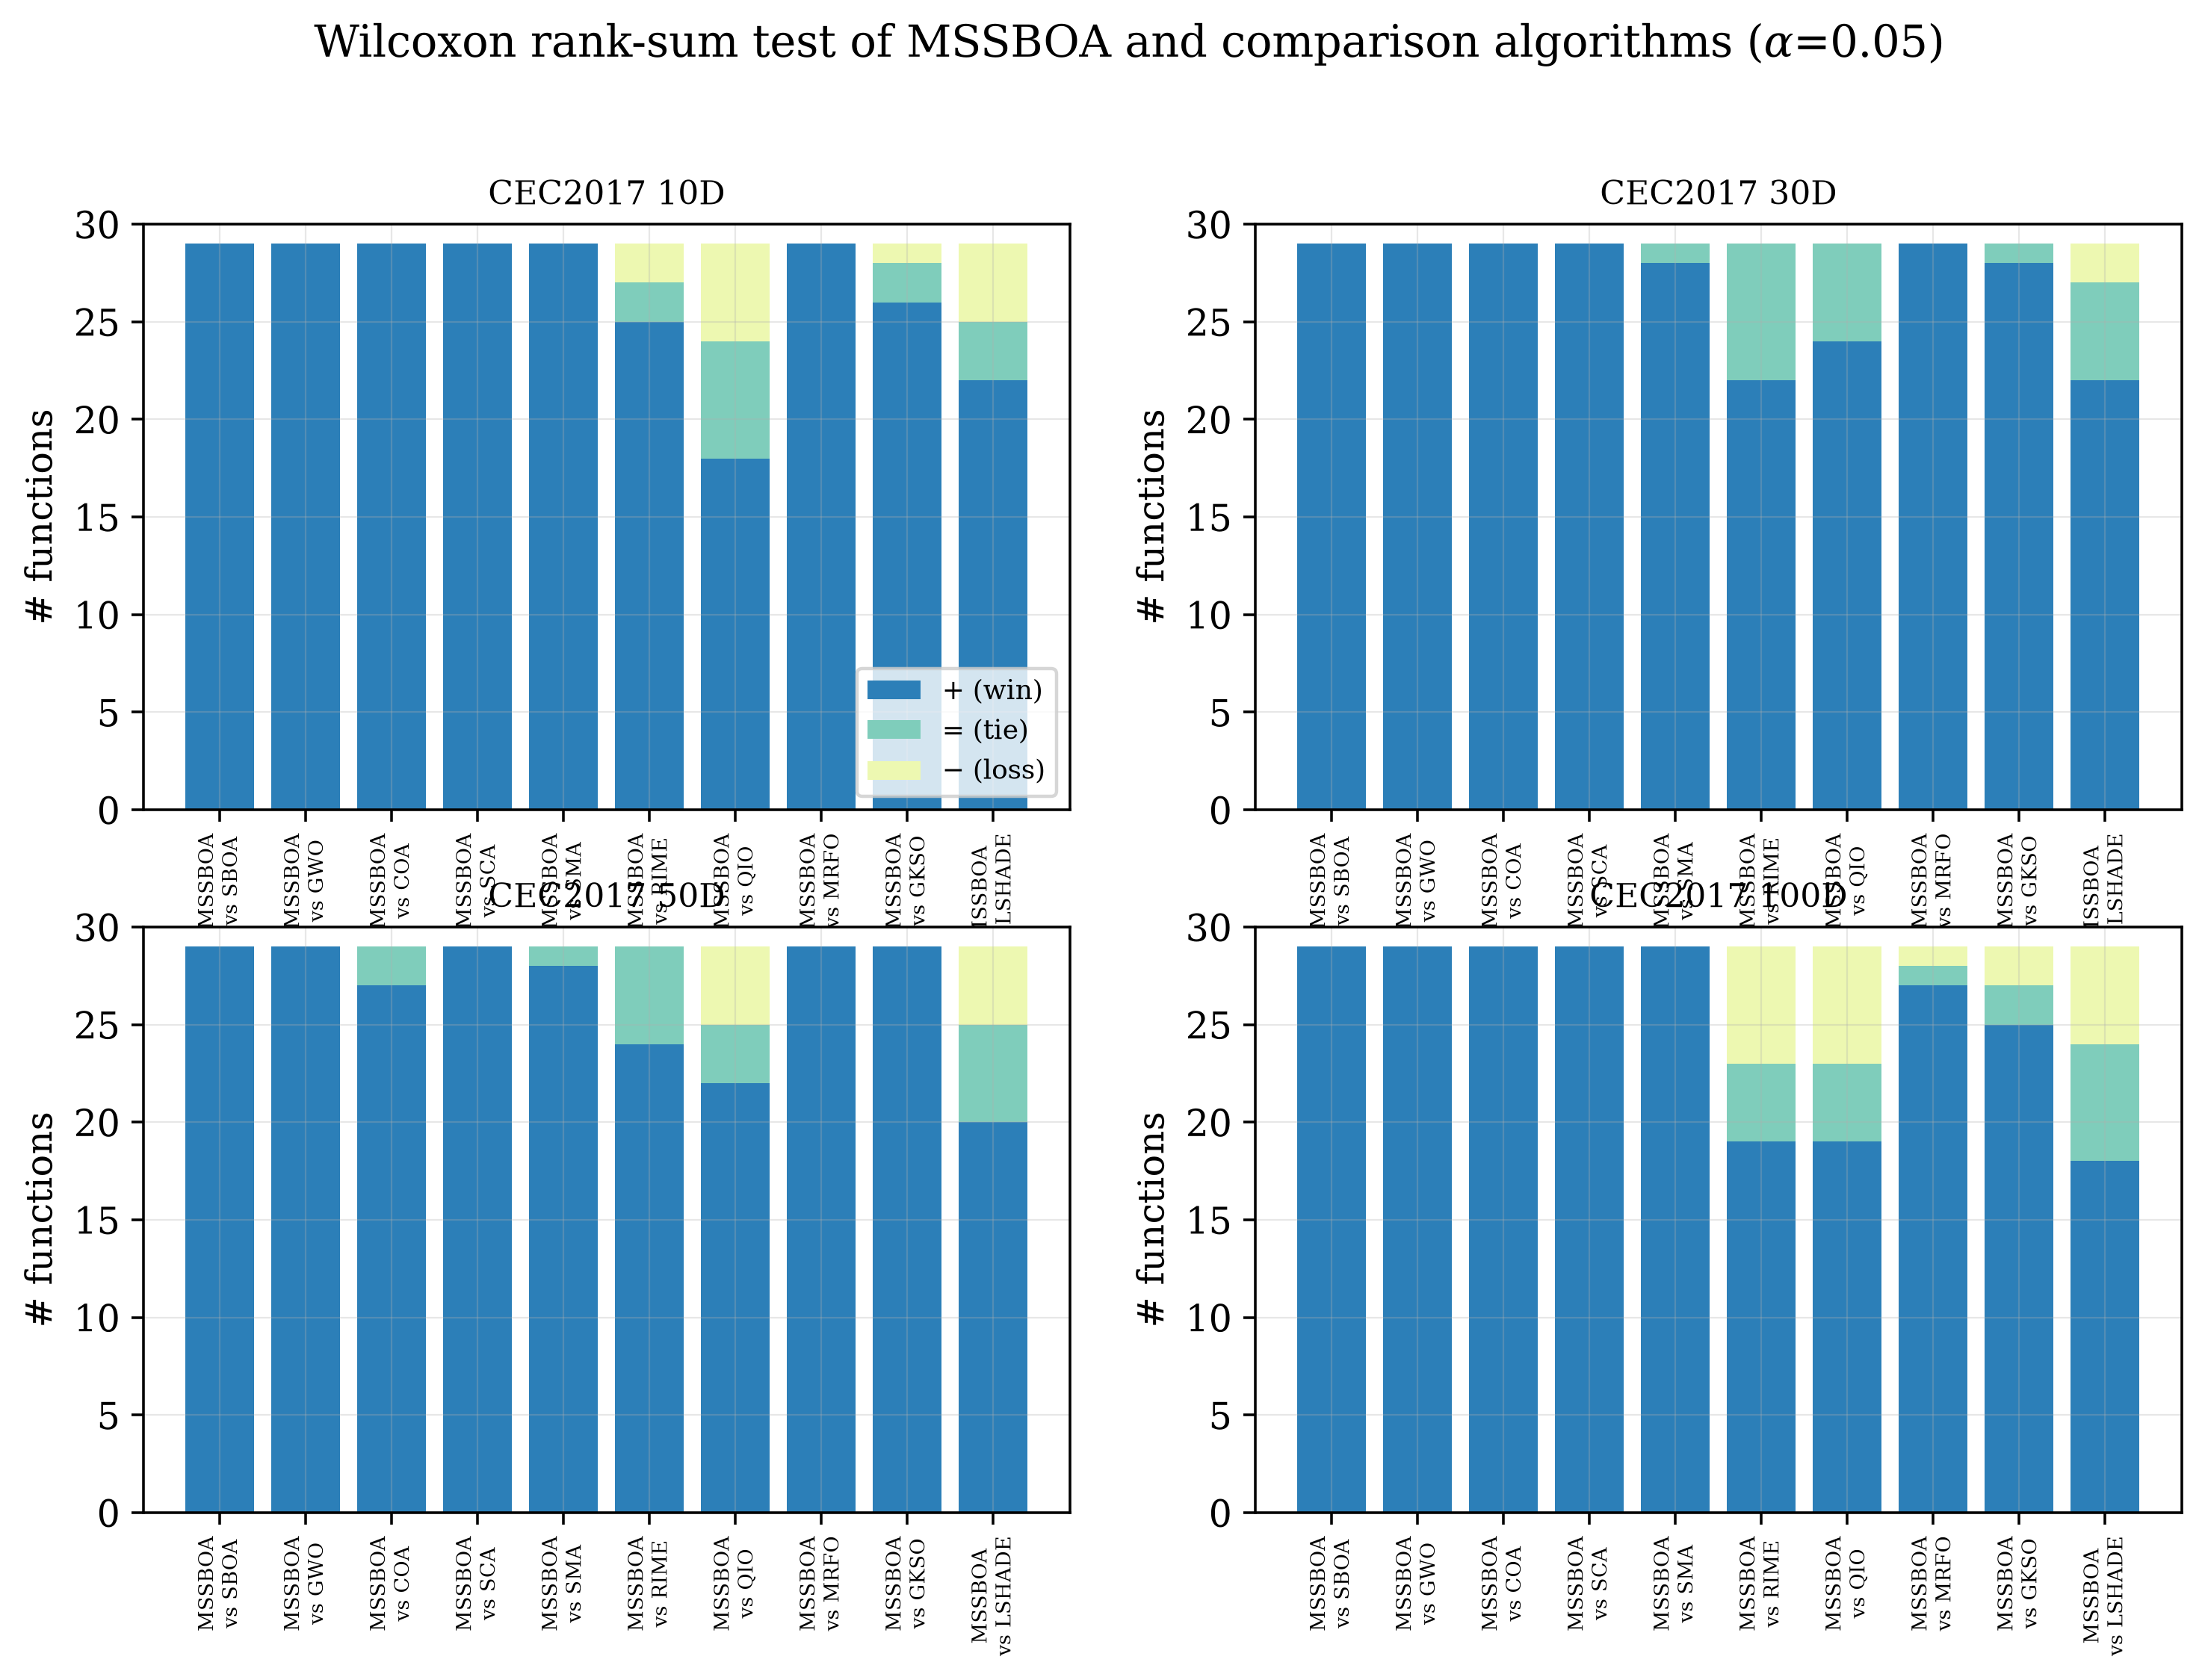 Wilcoxon rank-sum test of MSSBOA and comparison algorithms (α=0.05)
CEC2017 10D
# functions
30
25
20
15
10
5
0
+ (win)
= (tie)
− (loss)
MSSBOA
vs SBOA
MSSBOA
vs GWO
MSSBOA
vs COA
MSSBOA
vs SCA
MSSBOA
vs SMA
MSSBOA
vs RIME
MSSBOA
vs QIO
MSSBOA
vs MRFO
MSSBOA
vs GKSO
LSHADE
CEC2017 30D
# functions
30
25
20
15
10
5
0
MSSBOA
vs SBOA
MSSBOA
vs GWO
MSSBOA
vs COA
MSSBOA
vs SCA
MSSBOA
vs SMA
MSSBOA
vs RIME
MSSBOA
vs QIO
MSSBOA
vs MRFO
MSSBOA
vs GKSO
LSHADE
CEC2017 50D
# functions
30
25
20
15
10
5
0
MSSBOA
vs SBOA
MSSBOA
vs GWO
MSSBOA
vs COA
MSSBOA
vs SCA
MSSBOA
vs SMA
MSSBOA
vs RIME
MSSBOA
vs QIO
MSSBOA
vs MRFO
MSSBOA
vs GKSO
MSSBOA
vs LSHADE
CEC2017 100D
# functions
30
25
20
15
10
5
0
MSSBOA
vs SBOA
MSSBOA
vs GWO
MSSBOA
vs COA
MSSBOA
vs SCA
MSSBOA
vs SMA
MSSBOA
vs RIME
MSSBOA
vs QIO
MSSBOA
vs MRFO
MSSBOA
vs GKSO
MSSBOA
vs LSHADE